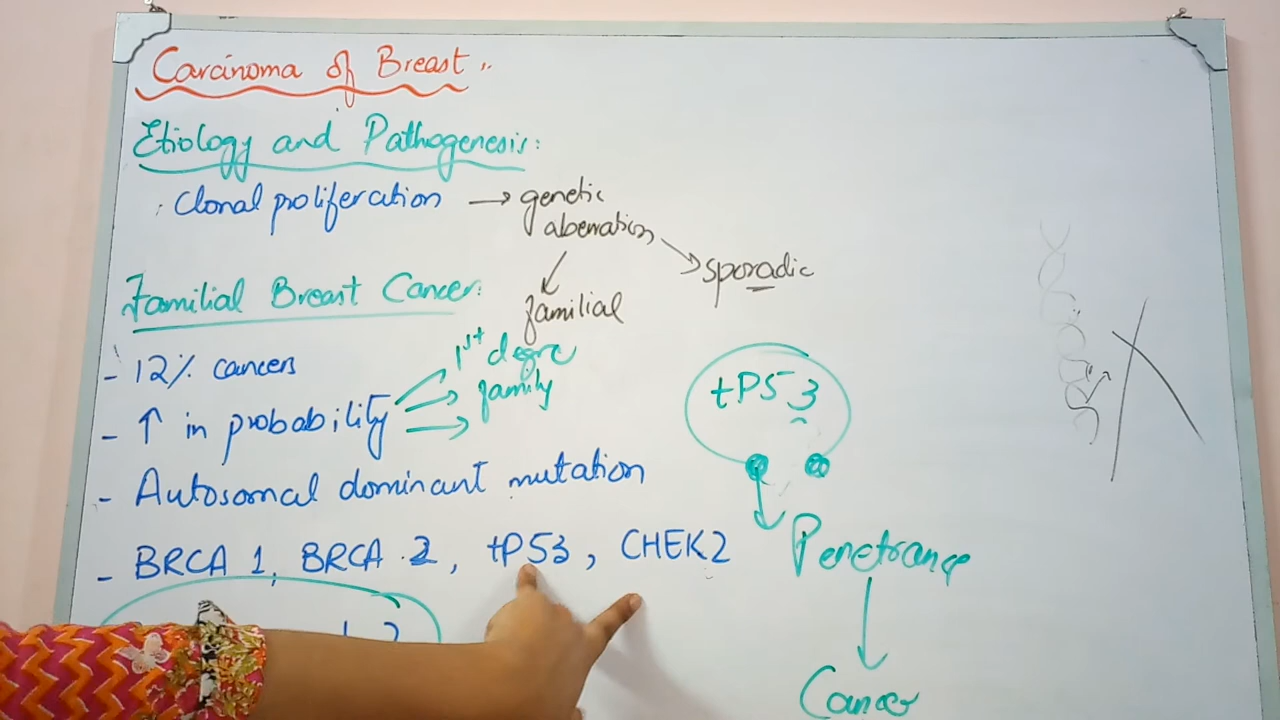 Carcinoma of Breast..
Etiology and Pathogenesis:
Clonal proliferation → genetic
aberration
sporadic
familial
Familial Breast Cancer:
- 12% cancers
1st degre
family
- ↑ in probability
- Autosomal dominant mutation
- BRCA 1, BRCA 2, tP53, CHEK2
tP53
Penetrance
Cancer